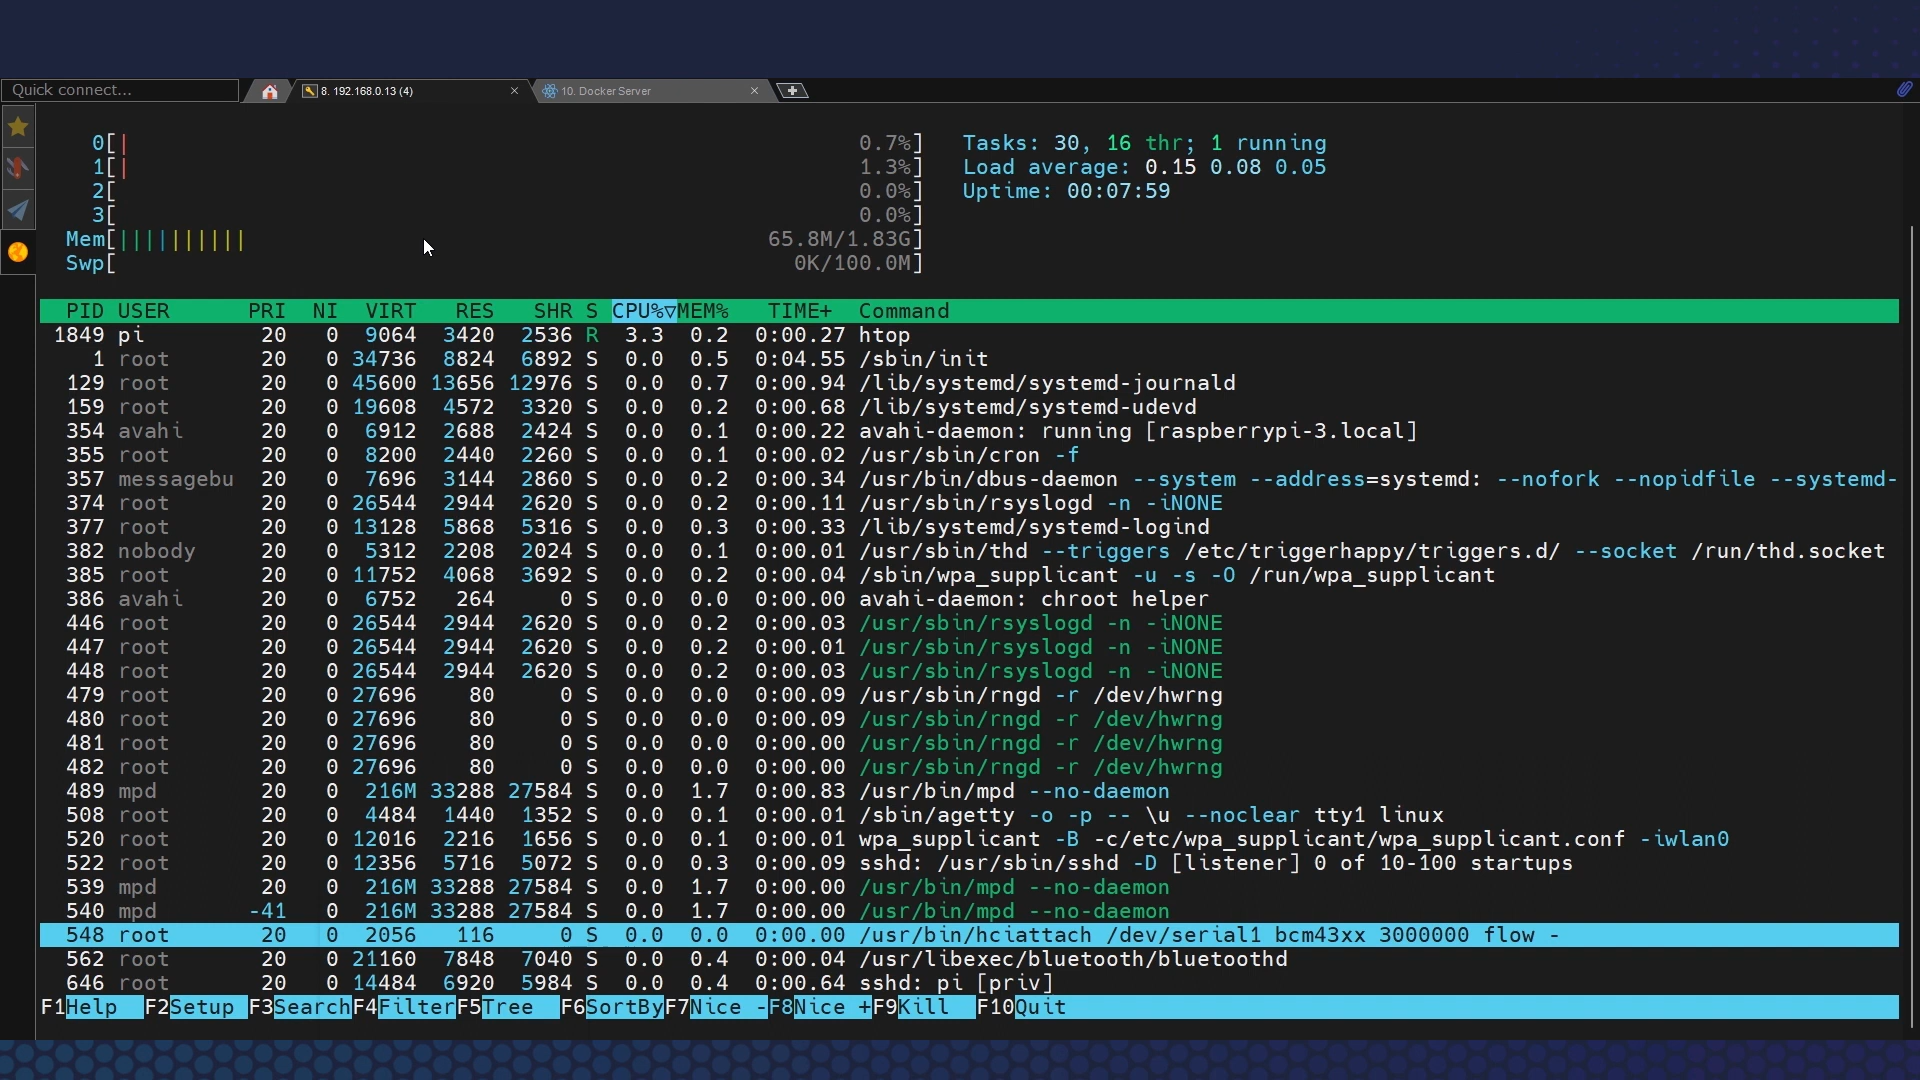 Quick connect...
8. 192.168.0.13 (4)
10. DockerServer
0[| 0.7%] Tasks: 30, 16 thr; 1 running
1[| 1.3%] Load average: 0.15 0.08 0.05
2[ 0.0%] Uptime: 00:07:59
3[ 0.0%]
Mem[|||||||||| 65.8M/1.83G]
Swp[ 0K/100.0M]
PID USER PRI NI VIRT RES SHR S CPU%▽MEM% TIME+ Command
1849 pi 20 0 9064 3420 2536 R 3.3 0.2 0:00.27 htop
1 root 20 0 34736 8824 6892 S 0.0 0.5 0:04.55 /sbin/init
129 root 20 0 45600 13656 12976 S 0.0 0.7 0:00.94 /lib/systemd/systemd-journald
159 root 20 0 19608 4572 3320 S 0.0 0.2 0:00.68 /lib/systemd/systemd-udevd
354 avahi 20 0 6912 2688 2424 S 0.0 0.1 0:00.22 avahi-daemon: running [raspberrypi-3.local]
355 root 20 0 8200 2440 2260 S 0.0 0.1 0:00.02 /usr/sbin/cron -f
357 messagebu 20 0 7696 3144 2860 S 0.0 0.2 0:00.34 /usr/bin/dbus-daemon --system --address=systemd: --nofork --nopidfile --systemd-
374 root 20 0 26544 2944 2620 S 0.0 0.2 0:00.11 /usr/sbin/rsyslogd -n -iNONE
377 root 20 0 13128 5868 5316 S 0.0 0.3 0:00.33 /lib/systemd/systemd-logind
382 nobody 20 0 5312 2208 2024 S 0.0 0.1 0:00.01 /usr/sbin/thd --triggers /etc/triggerhappy/triggers.d/ --socket /run/thd.socket
385 root 20 0 11752 4068 3692 S 0.0 0.2 0:00.04 /sbin/wpa_supplicant -u -s -O /run/wpa_supplicant
386 avahi 20 0 6752 264 0 S 0.0 0.0 0:00.00 avahi-daemon: chroot helper
446 root 20 0 26544 2944 2620 S 0.0 0.2 0:00.03 /usr/sbin/rsyslogd -n -iNONE
447 root 20 0 26544 2944 2620 S 0.0 0.2 0:00.01 /usr/sbin/rsyslogd -n -iNONE
448 root 20 0 26544 2944 2620 S 0.0 0.2 0:00.03 /usr/sbin/rsyslogd -n -iNONE
479 root 20 0 27696 80 0 S 0.0 0.0 0:00.09 /usr/sbin/rngd -r /dev/hwrng
480 root 20 0 27696 80 0 S 0.0 0.0 0:00.09 /usr/sbin/rngd -r /dev/hwrng
481 root 20 0 27696 80 0 S 0.0 0.0 0:00.00 /usr/sbin/rngd -r /dev/hwrng
482 root 20 0 27696 80 0 S 0.0 0.0 0:00.00 /usr/sbin/rngd -r /dev/hwrng
489 mpd 20 0 216M 33288 27584 S 0.0 1.7 0:00.83 /usr/bin/mpd --no-daemon
508 root 20 0 4484 1440 1352 S 0.0 0.1 0:00.01 /sbin/agetty -o -p -- \u --noclear tty1 linux
520 root 20 0 12016 2216 1656 S 0.0 0.1 0:00.01 wpa_supplicant -B -c/etc/wpa_supplicant/wpa_supplicant.conf -iwlan0
522 root 20 0 12356 5716 5072 S 0.0 0.3 0:00.09 sshd: /usr/sbin/sshd -D [listener] 0 of 10-100 startups
539 mpd 20 0 216M 33288 27584 S 0.0 1.7 0:00.00 /usr/bin/mpd --no-daemon
540 mpd -41 0 216M 33288 27584 S 0.0 1.7 0:00.00 /usr/bin/mpd --no-daemon
548 root 20 0 2056 116 0 S 0.0 0.0 0:00.00 /usr/bin/hciattach /dev/serial1 bcm43xx 3000000 flow -
562 root 20 0 21160 7848 7040 S 0.0 0.4 0:00.04 /usr/libexec/bluetooth/bluetoothd
646 root 20 0 14484 6920 5984 S 0.0 0.4 0:00.64 sshd: pi [priv]
F1Help F2Setup F3SearchF4FilterF5Tree F6SortByF7Nice -F8Nice +F9Kill F10Quit